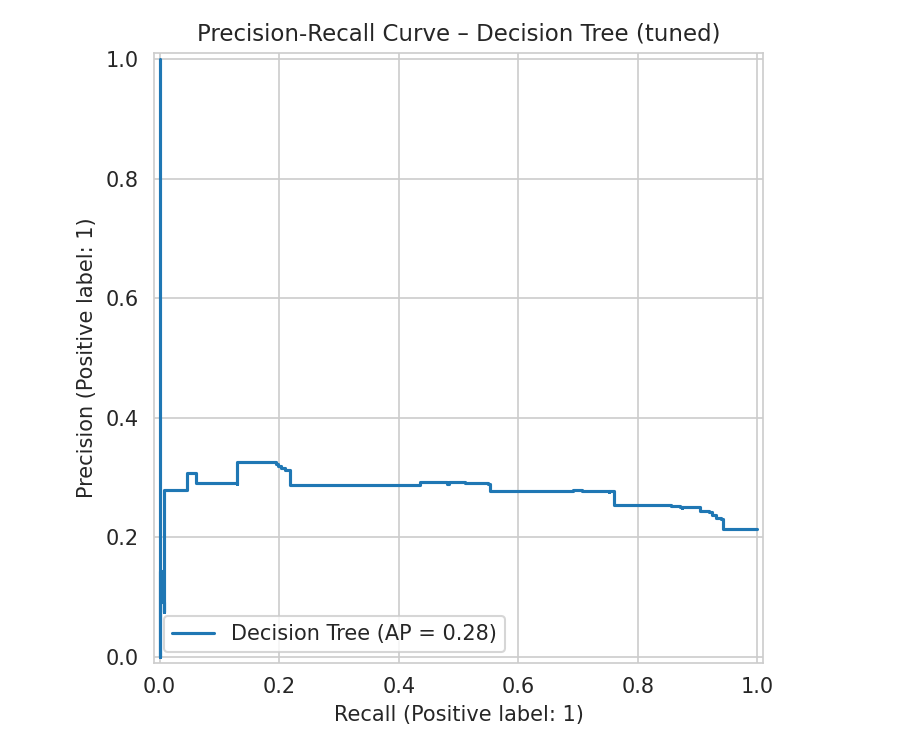 Precision-Recall Curve – Decision Tree (tuned)
1.0
0.8
0.6
0.4
0.2
0.0
Precision (Positive label: 1)
Decision Tree (AP = 0.28)
0.0 0.2 0.4 0.6 0.8 1.0
Recall (Positive label: 1)